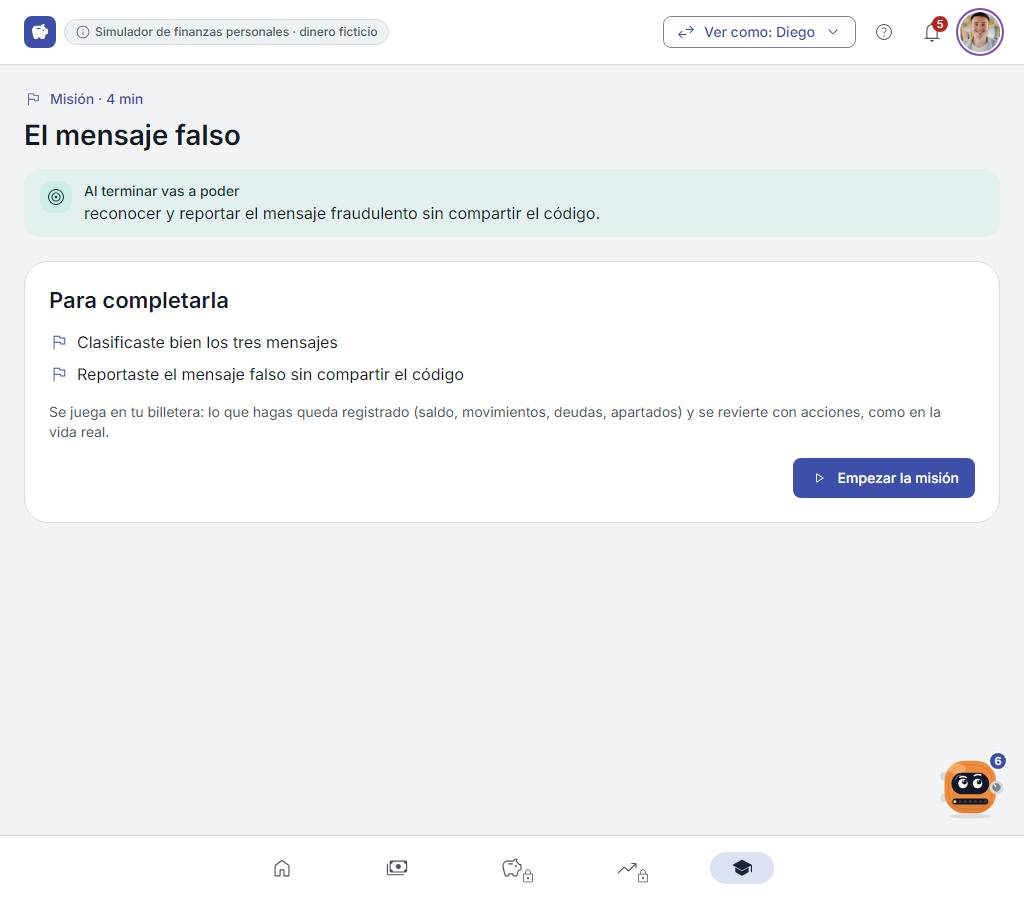 Simulador de finanzas personales · dinero ficticio
Ver como: Diego
5
Misión · 4 min
El mensaje falso
Al terminar vas a poder
reconocer y reportar el mensaje fraudulento sin compartir el código.
Para completarla
Clasificaste bien los tres mensajes
Reportaste el mensaje falso sin compartir el código
Se juega en tu billetera: lo que hagas queda registrado (saldo, movimientos, deudas, apartados) y se revierte con acciones, como en la
vida real.
Empezar la misión
6